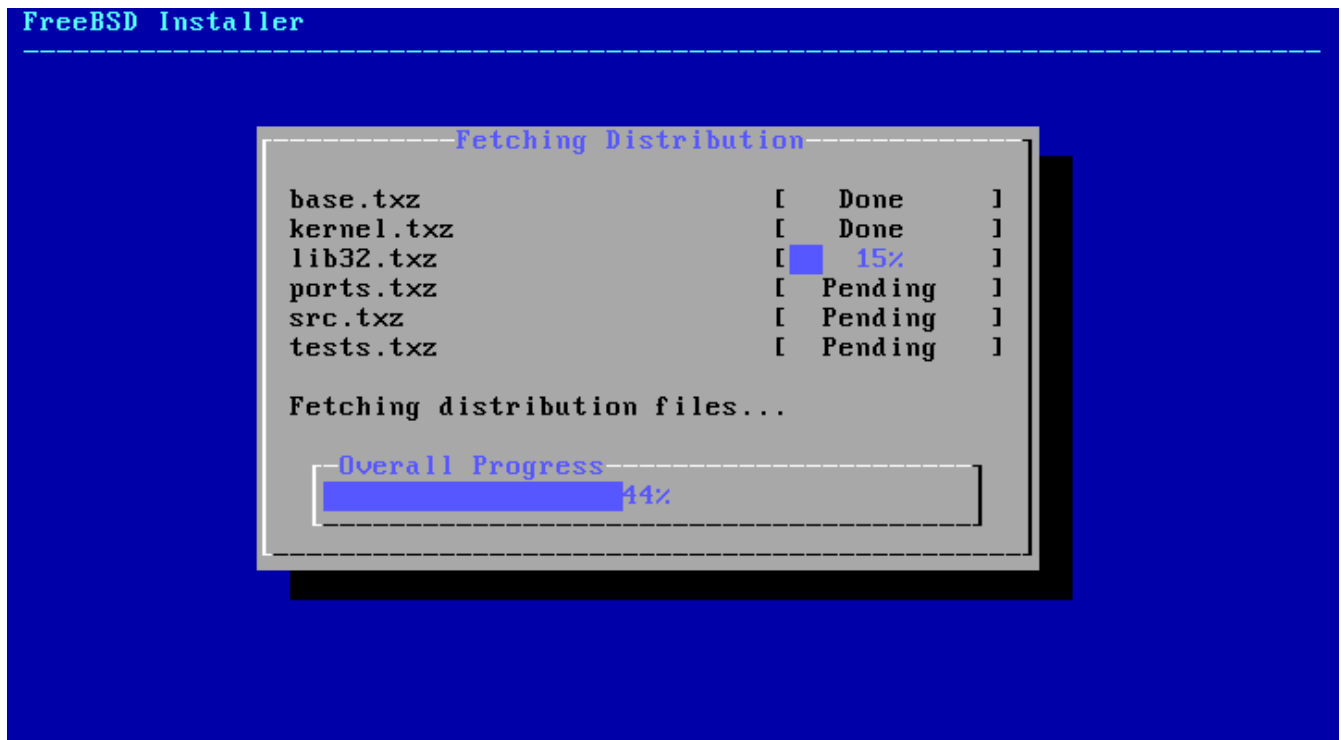 FreeBSD Installer
Fetching Distribution
base.txz [ Done ]
kernel.txz [ Done ]
lib32.txz [ 15% ]
ports.txz [ Pending ]
src.txz [ Pending ]
tests.txz [ Pending ]
Fetching distribution files...
Overall Progress
44%